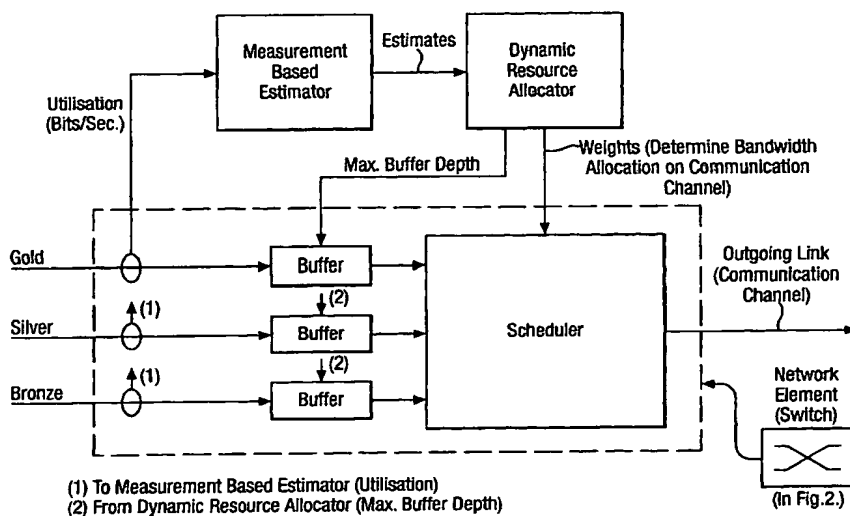 Measurement
Based
Estimator
Estimates
Dynamic
Resource
Allocator
Utilisation
(Bits/Sec.)
Max. Buffer Depth
Weights (Determine Bandwidth
Allocation on Communication
Channel)
Gold
Buffer
(2)
(1)
Silver
Buffer
(2)
(1)
Bronze
Buffer
Scheduler
Outgoing Link
(Communication
Channel)
Network
Element
(Switch)
(In Fig.2.)
(1) To Measurement Based Estimator (Utilisation)
(2) From Dynamic Resource Allocator (Max. Buffer Depth)